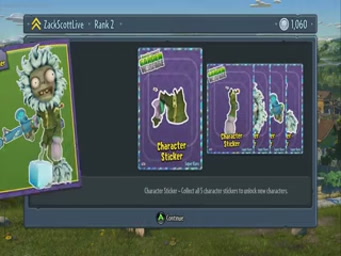 ZackScottLive • Rank 2
1,060
Character
Sticker
Character
Sticker
Character Sticker - Collect all 5 character stickers to unlock new characters.
A Continue